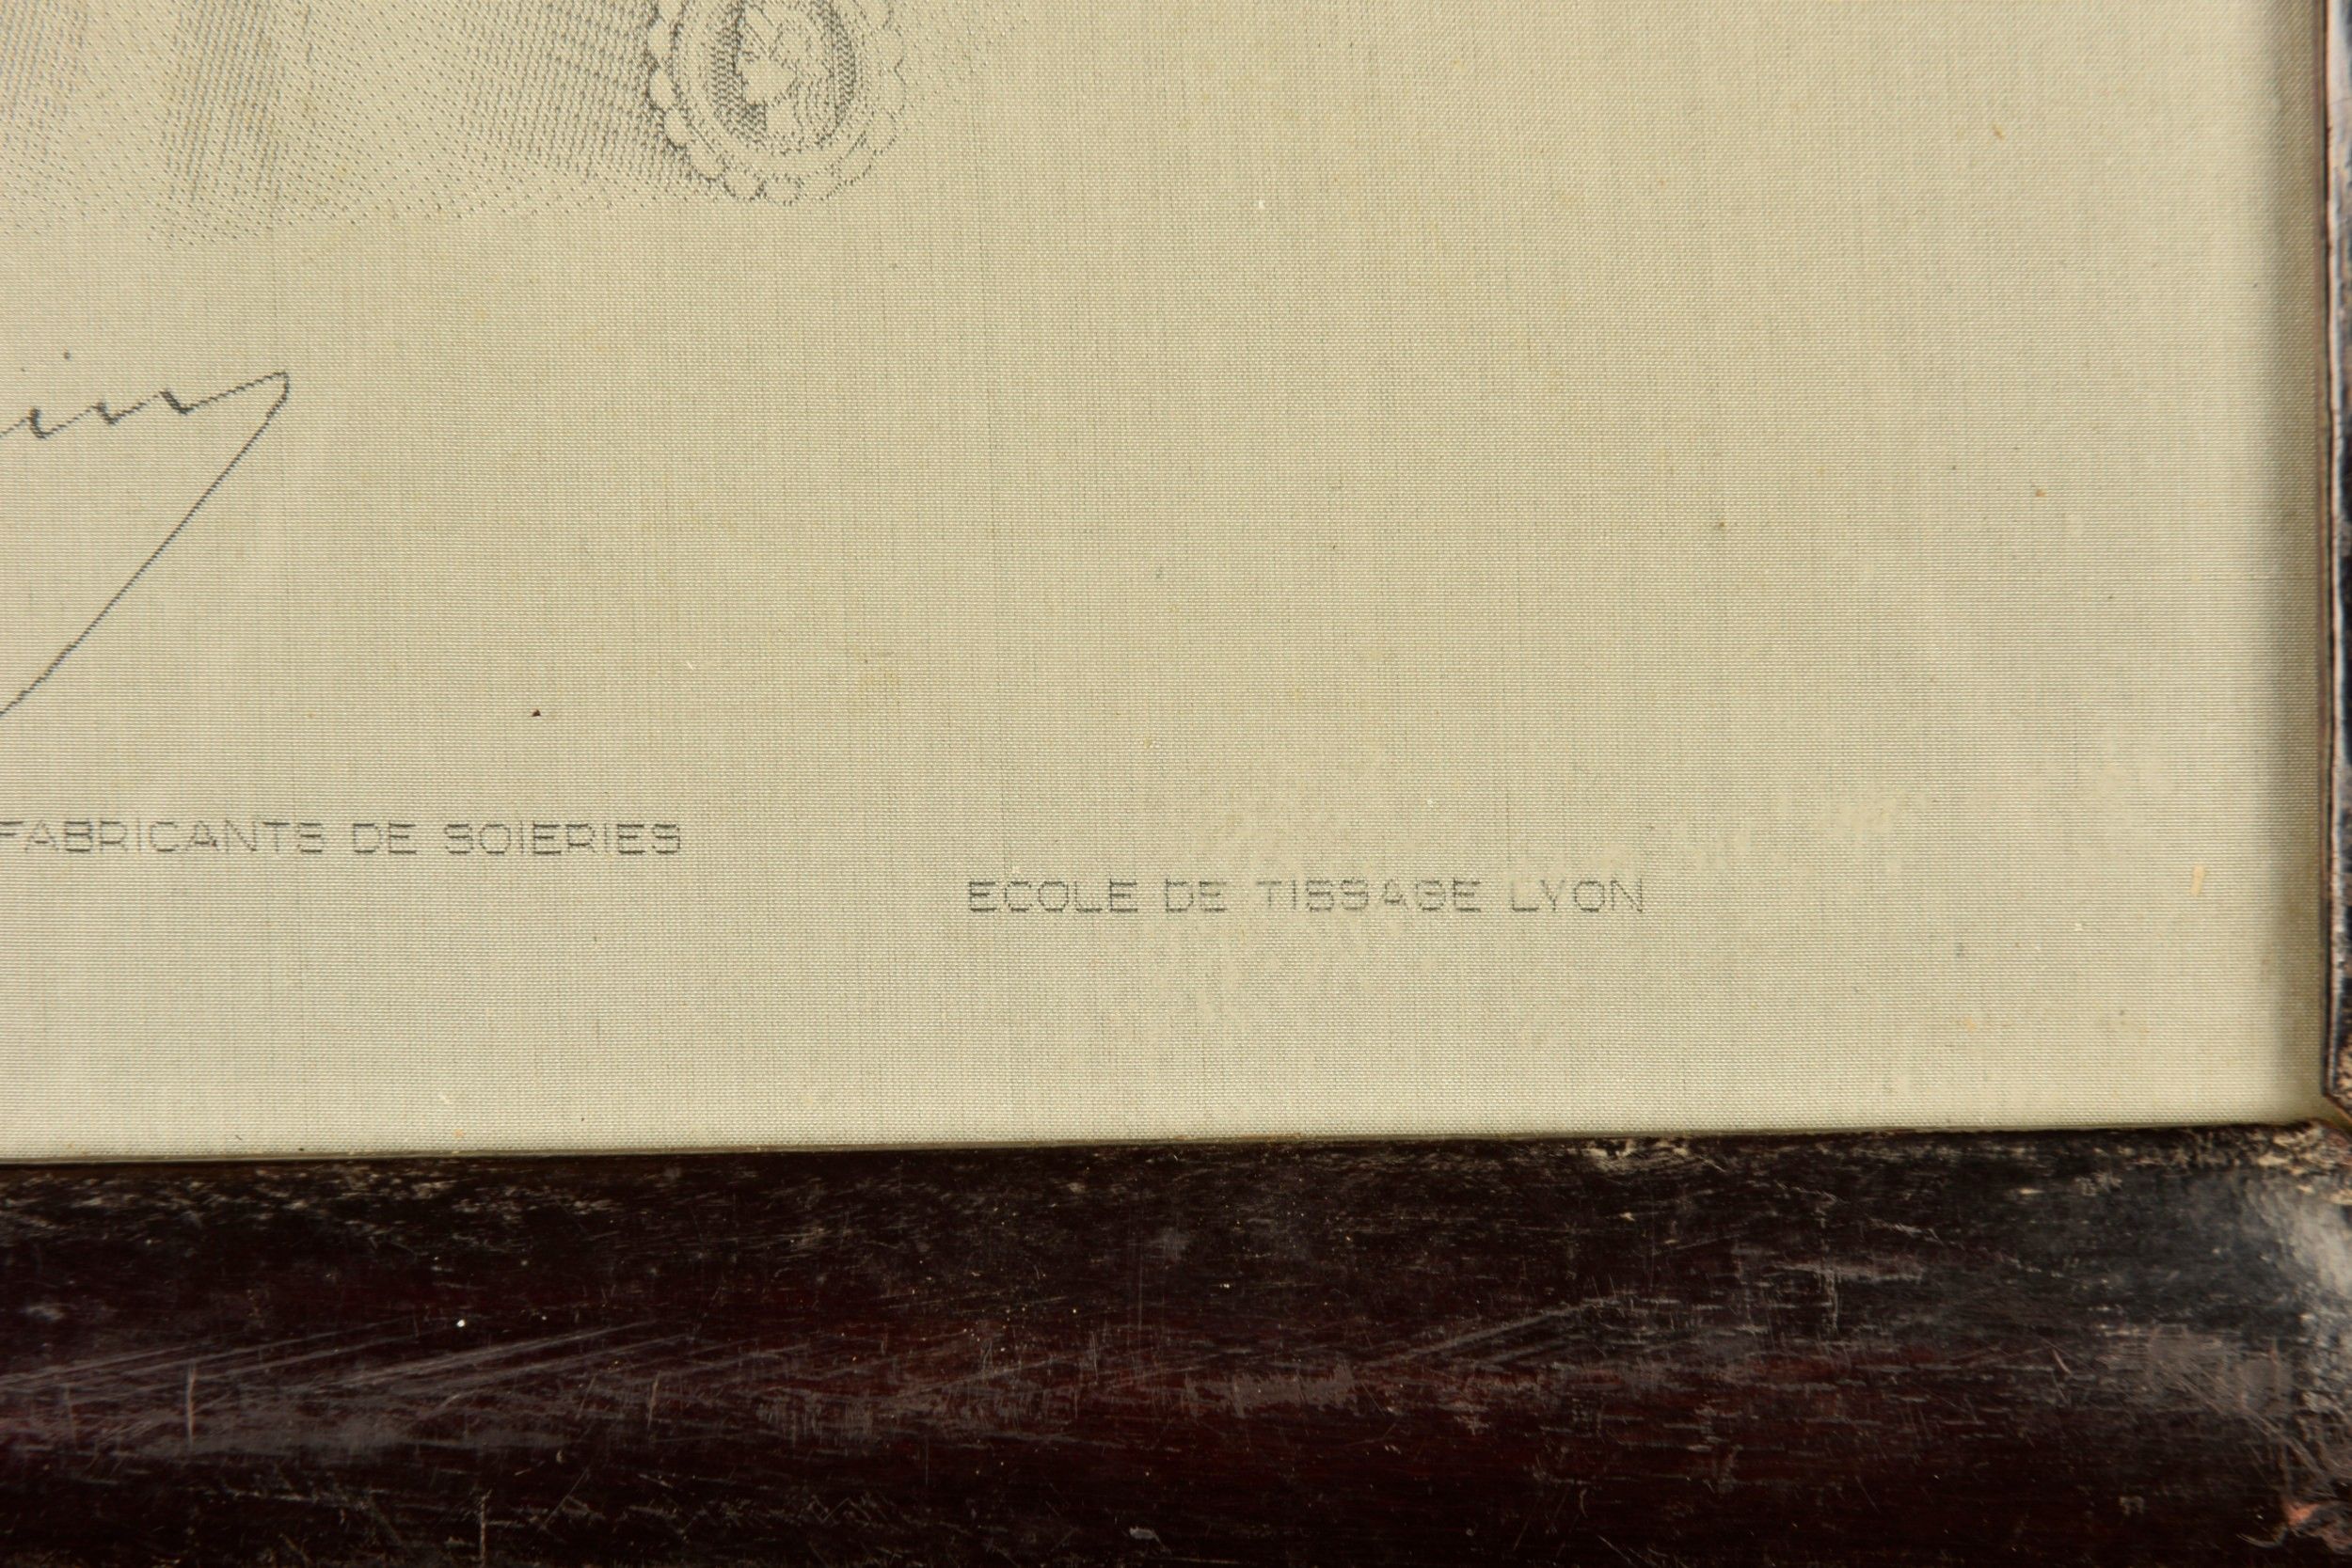 FABRICANTS DE SOIERIES
ECOLE DE TISSAGE LYON